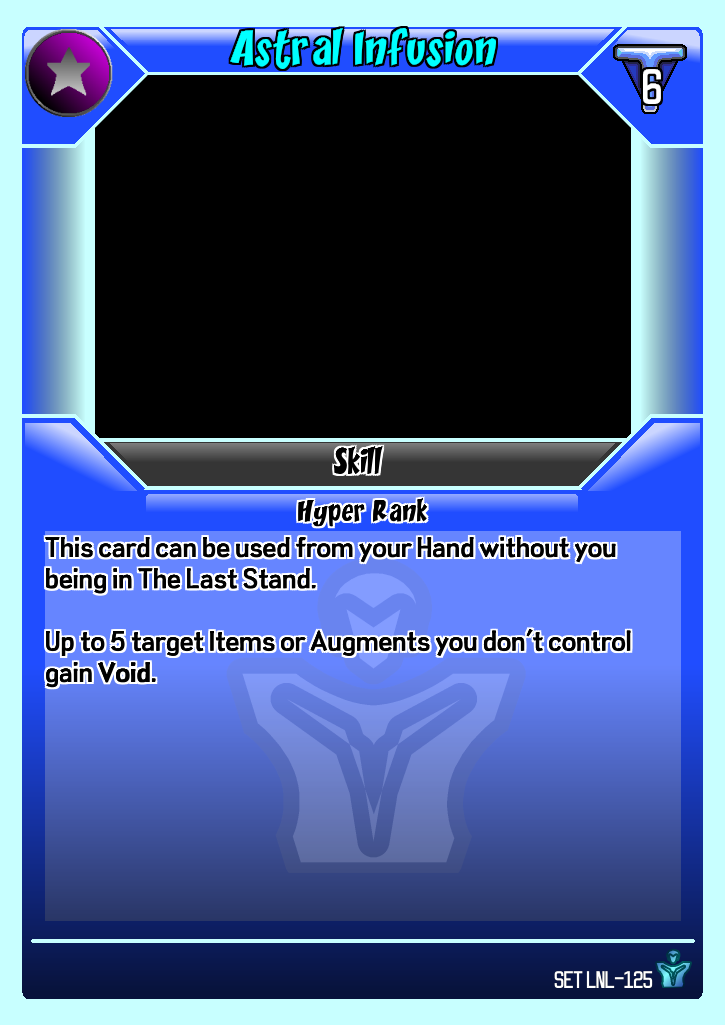 Astral Infusion
6
Skill
Hyper Rank
This card can be used from your Hand without you
being in The Last Stand.
Up to 5 target Items or Augments you don't control
gain Void.
SET LNL-125